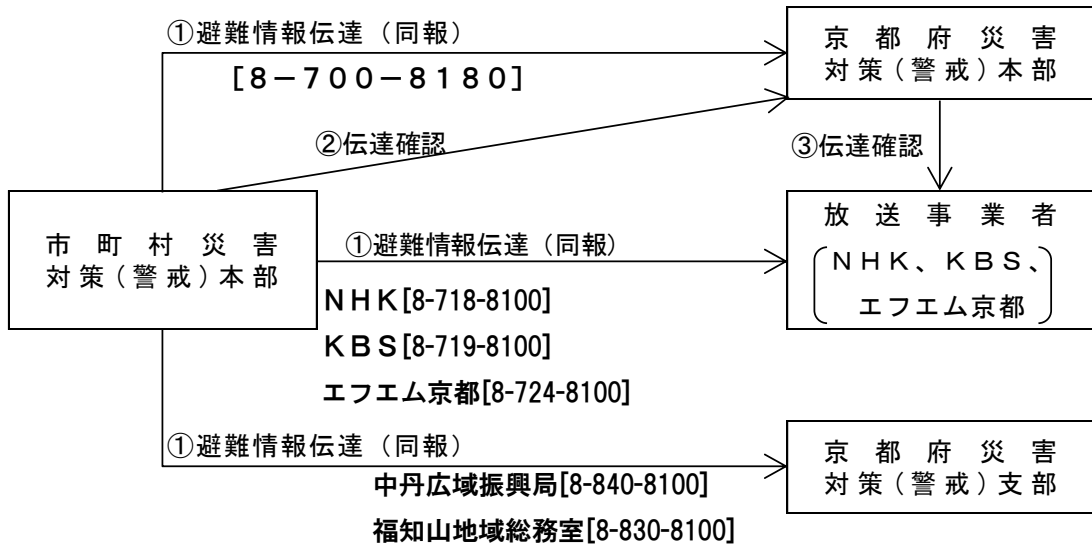 ①避難情報伝達（同報）
[８－７００－８１８０]
京都府災害
対策(警戒)本部
②伝達確認
③伝達確認
市町村災害
対策(警戒)本部
①避難情報伝達（同報）
ＮＨＫ[8-718-8100]
ＫＢＳ[8-719-8100]
エフエム京都[8-724-8100]
放送事業者
ＮＨＫ、ＫＢＳ、
エフエム京都
①避難情報伝達（同報）
中丹広域振興局[8-840-8100]
福知山地域総務室[8-830-8100]
京都府災害
対策(警戒)支部